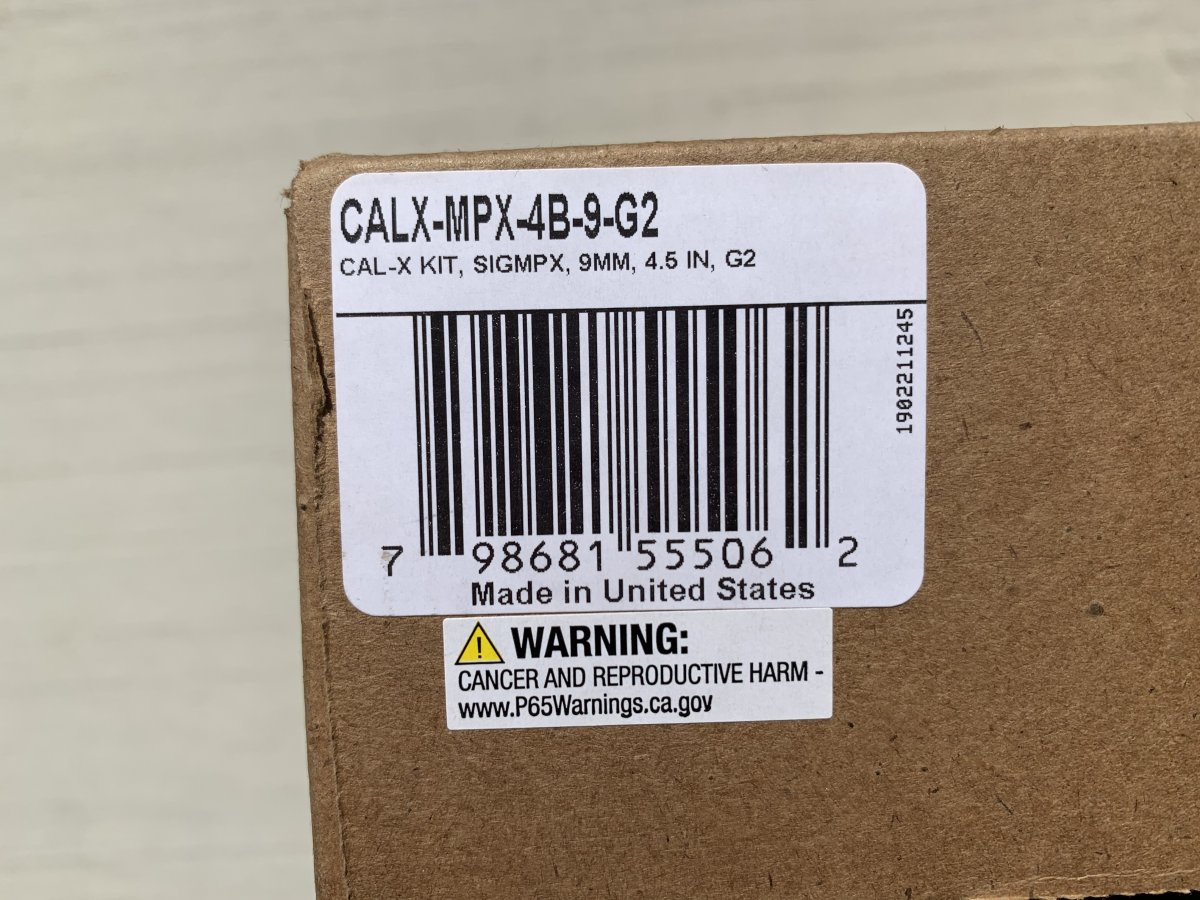 CALX-MPX-4B-9-G2
CAL-X KIT, SIGMPX, 9MM, 4.5 IN, G2
1902211245
7 98681 55506 2
Made in United States
! WARNING:
CANCER AND REPRODUCTIVE HARM -
www.P65Warnings.ca.gov